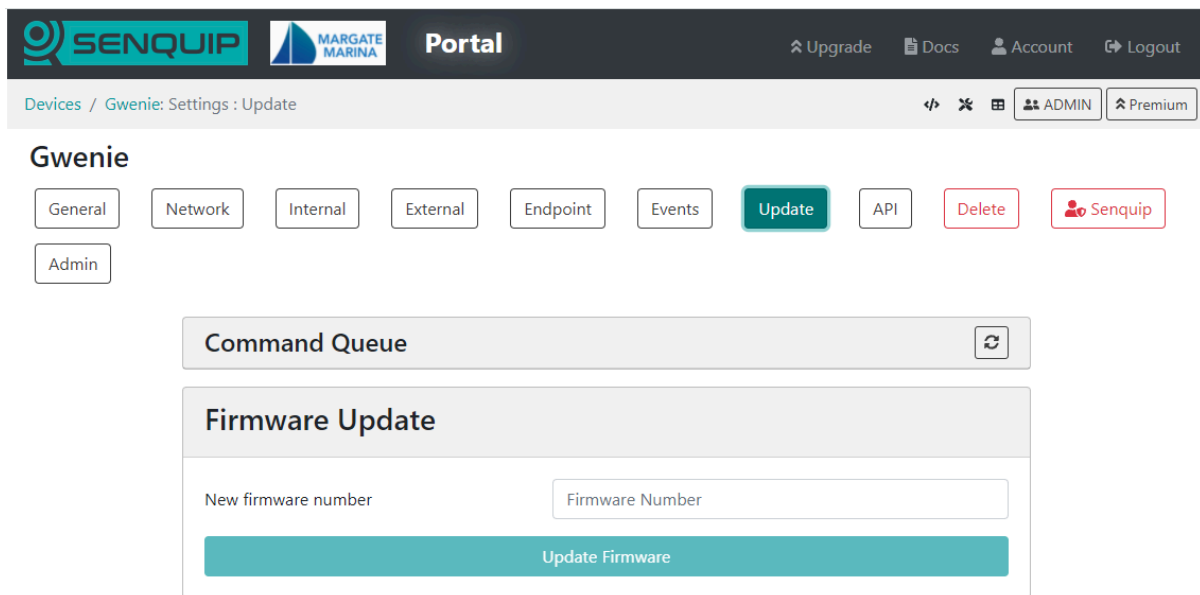 SENQUIP MARGATE MARINA Portal Upgrade Docs Account Logout
Devices / Gwenie: Settings : Update </> ADMIN Premium
Gwenie
General Network Internal External Endpoint Events Update API Delete Senquip
Admin
Command Queue
Firmware Update
New firmware number Firmware Number
Update Firmware